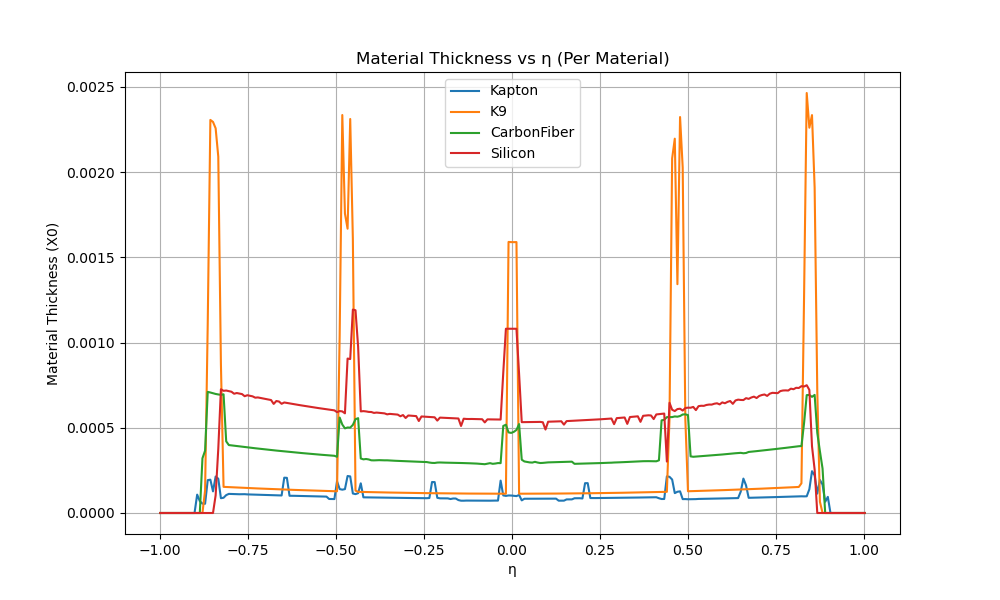 Material Thickness vs η (Per Material)
Kapton
K9
CarbonFiber
Silicon
Material Thickness (X0)
0.0025
0.0020
0.0015
0.0010
0.0005
0.0000
−1.00 −0.75 −0.50 −0.25 0.00 0.25 0.50 0.75 1.00
η